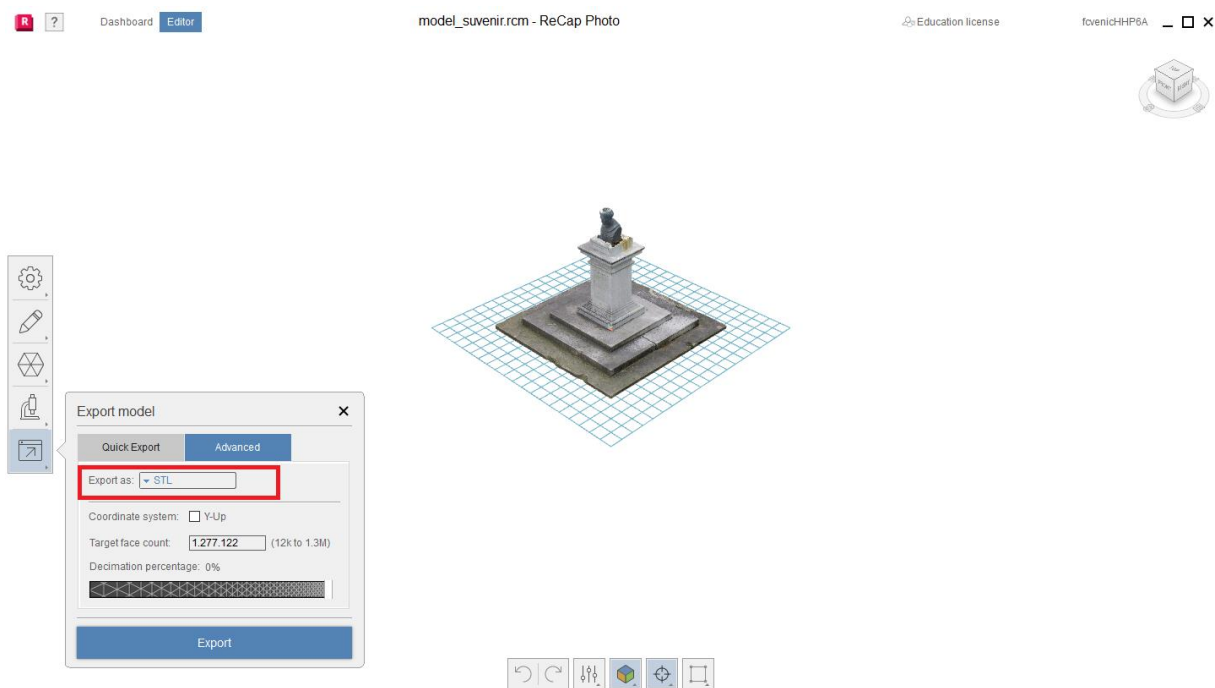 R ? Dashboard Editor model_suvenir.rcm - ReCap Photo Education license fcvenicHHP6A
Export model
Quick Export Advanced
Export as: STL
Coordinate system: Y-Up
Target face count: 1.277.122 (12k to 1.3M)
Decimation percentage: 0%
Export